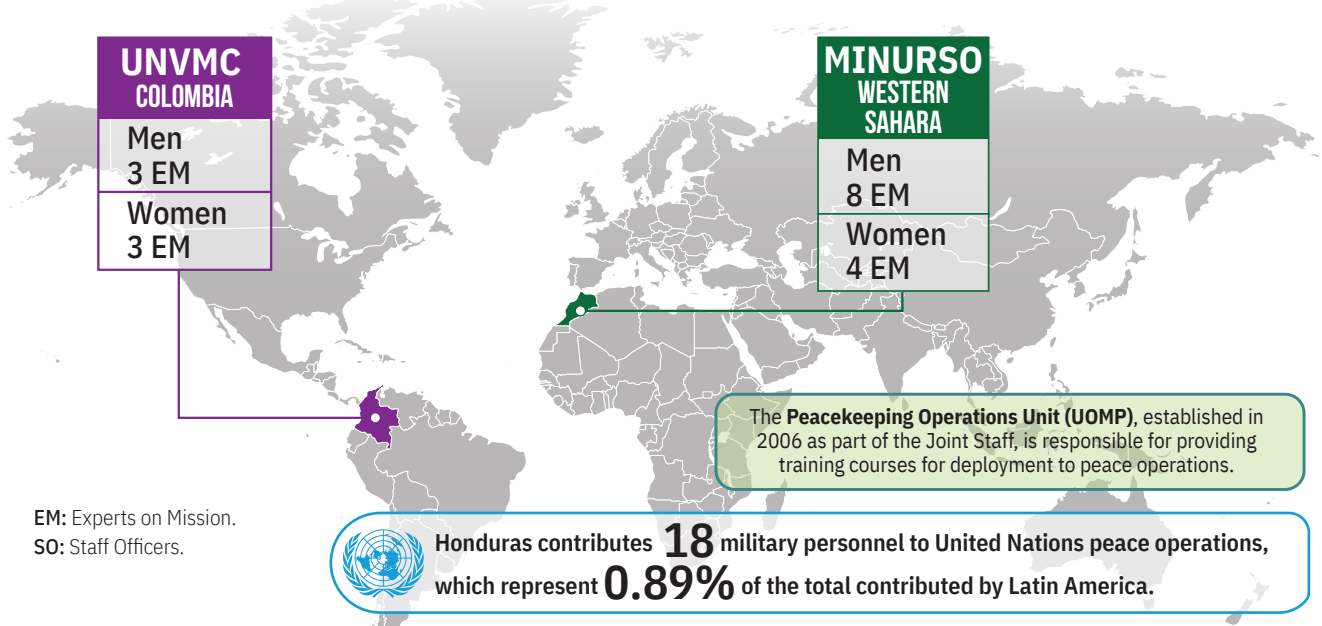 UNVMC
COLOMBIA
Men
3 EM
Women
3 EM
MINURSO
WESTERN
SAHARA
Men
8 EM
Women
4 EM
The Peacekeeping Operations Unit (UOMP), established in
2006 as part of the Joint Staff, is responsible for providing
training courses for deployment to peace operations.
EM: Experts on Mission.
SO: Staff Officers.
Honduras contributes 18 military personnel to United Nations peace operations,
which represent 0.89% of the total contributed by Latin America.